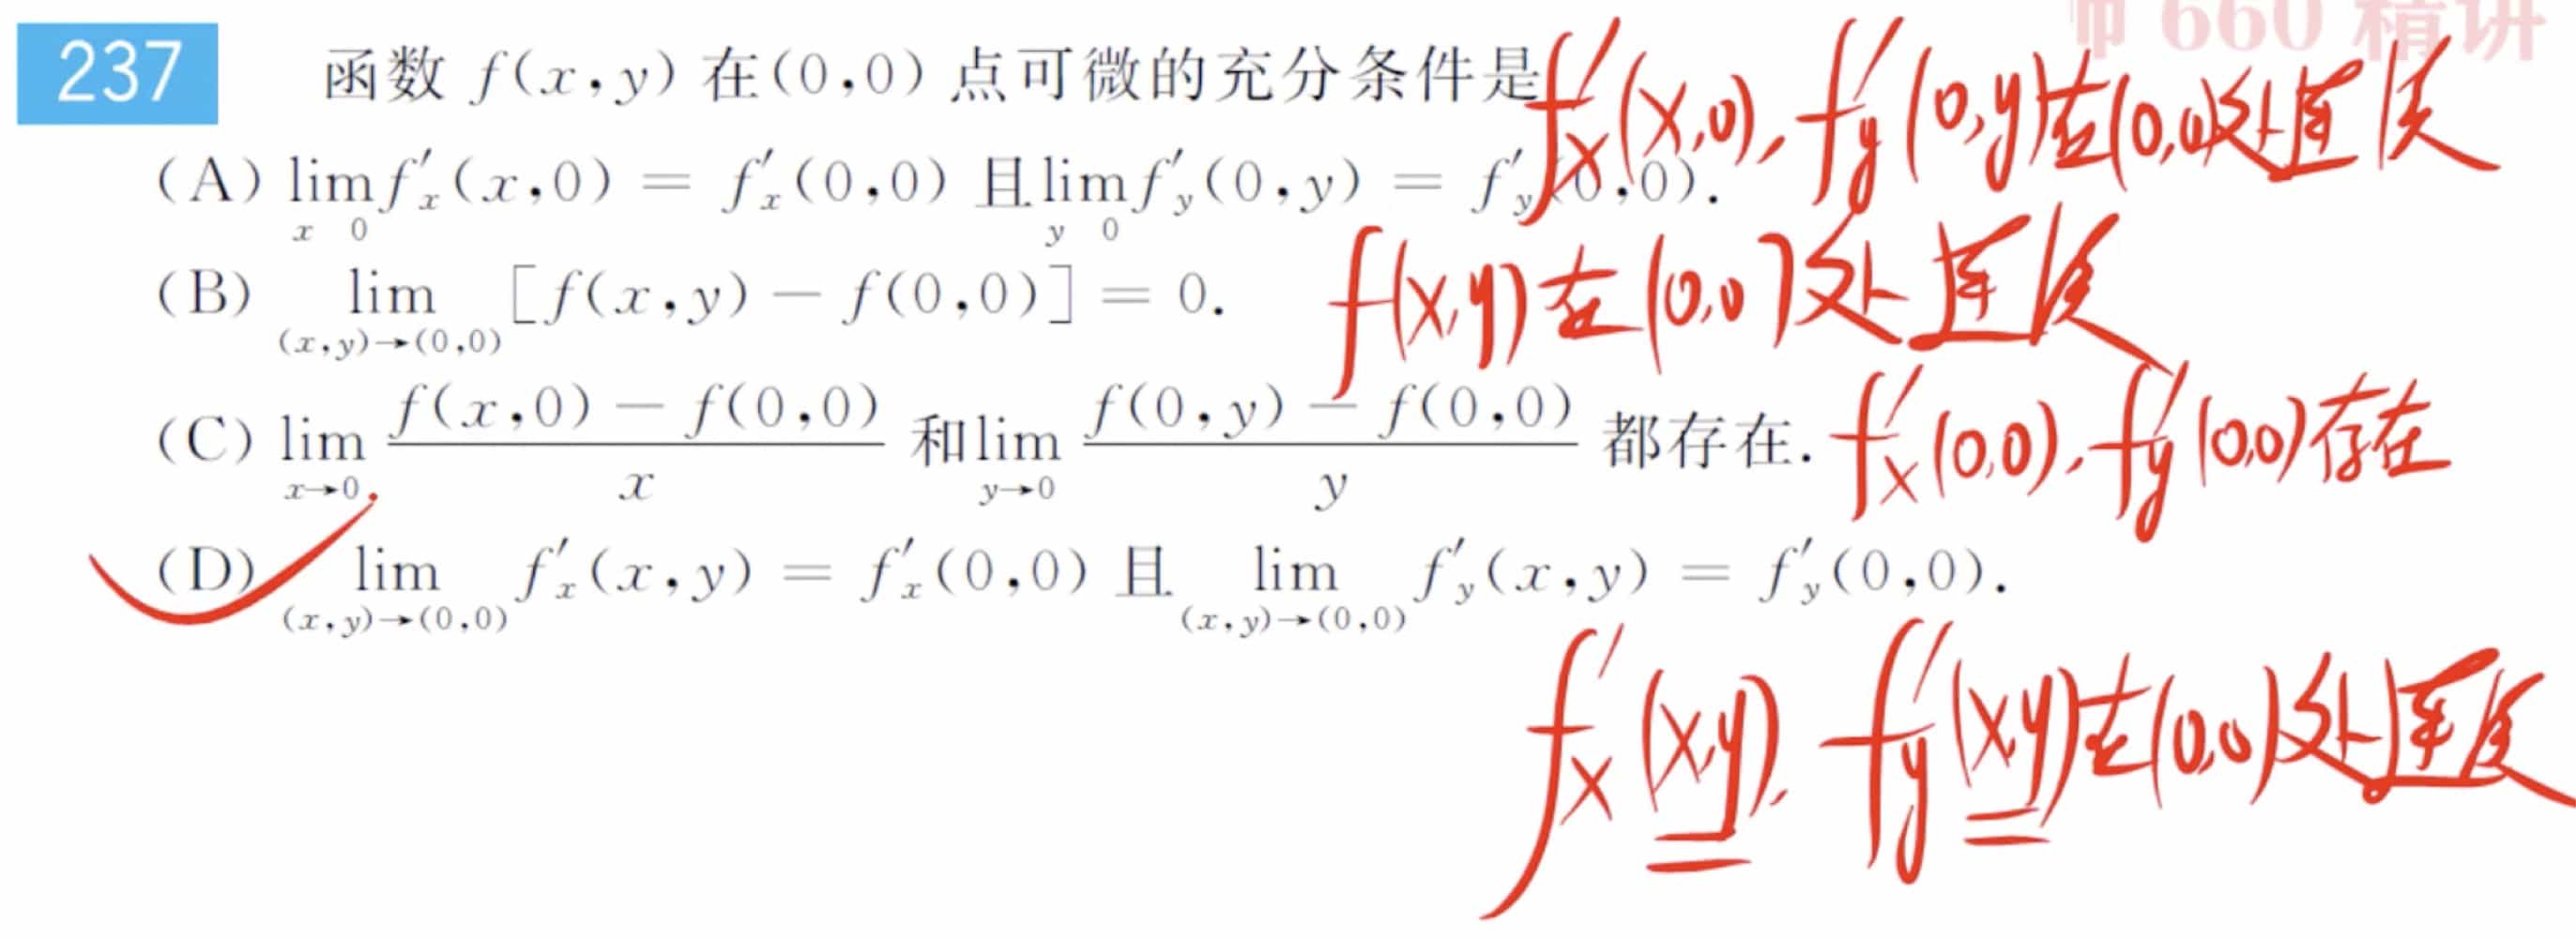 师 660 精讲
237 函数 f(x,y) 在(0,0) 点可微的充分条件是
f′x(x,0), f′y(0,y)在(0,0)处连续
(A) lim x 0 f′x(x,0) = f′x(0,0) 且 lim y 0 f′y(0,y) = f′y(0,0).
(B) lim (x,y)→(0,0) [f(x,y) − f(0,0)] = 0. f(x,y)在(0,0)处连续
(C) lim x→0 f(x,0) − f(0,0) / x 和 lim y→0 f(0,y) − f(0,0) / y 都存在. f′x(0,0), f′y(0,0)存在
(D) lim (x,y)→(0,0) f′x(x,y) = f′x(0,0) 且 lim (x,y)→(0,0) f′y(x,y) = f′y(0,0).
f′x(x,y), f′y(x,y)在(0,0)处连续